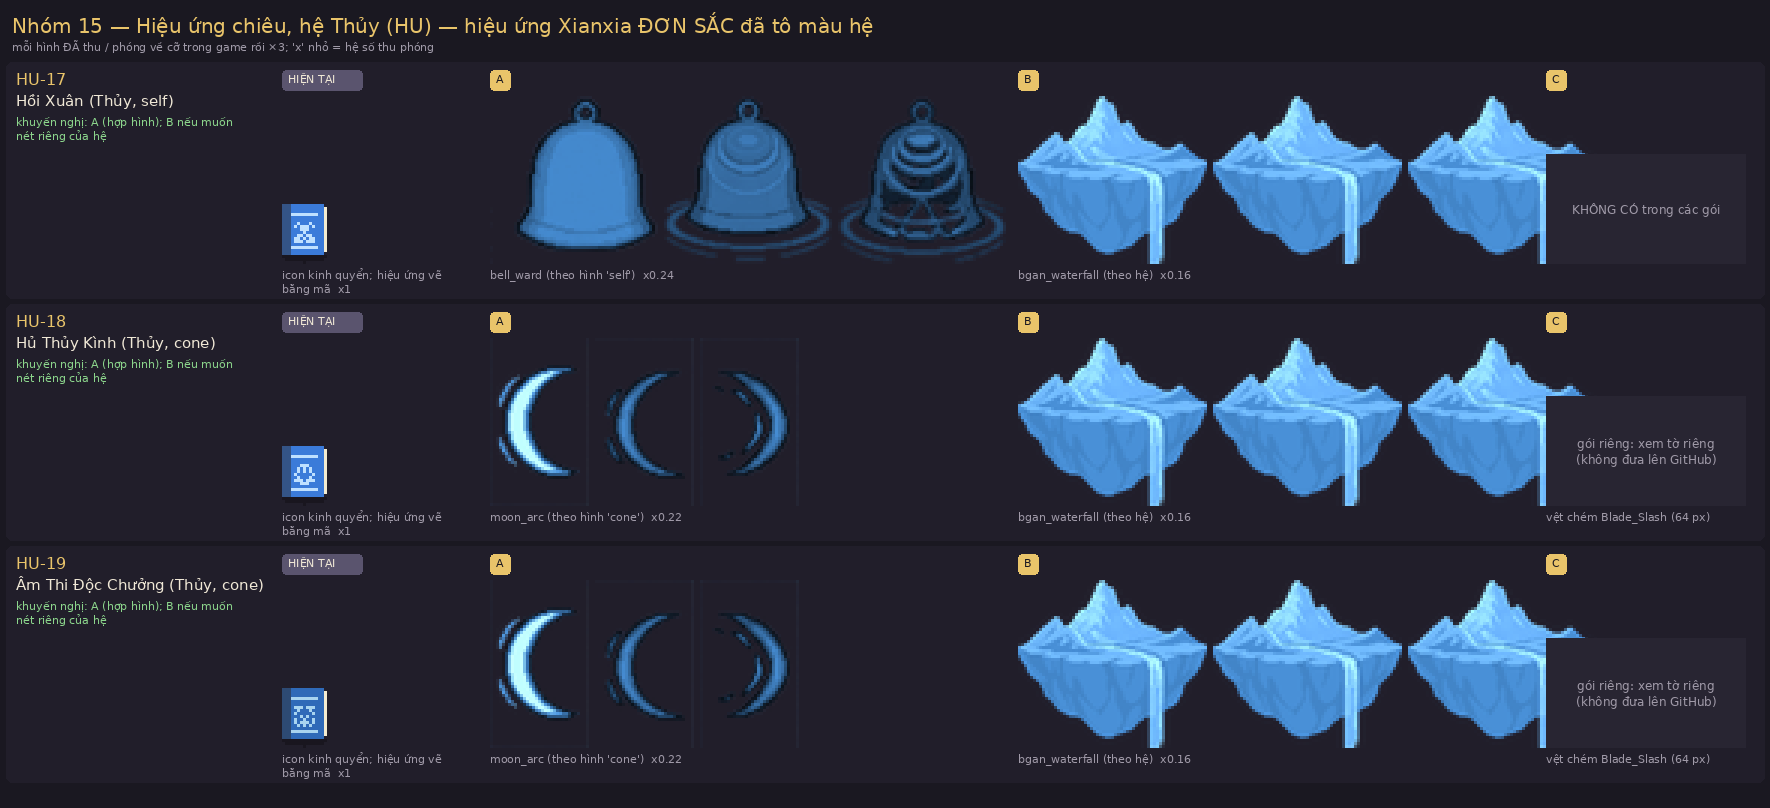 Nhóm 15 — Hiệu ứng chiêu, hệ Thủy (HU) — hiệu ứng Xianxia ĐƠN SẮC đã tô màu hệ
mỗi hình ĐÃ thu / phóng về cỡ trong game rồi ×3; 'x' nhỏ = hệ số thu phóng
HU-17
Hồi Xuân (Thủy, self)
khuyến nghị: A (hợp hình); B nếu muốn
nét riêng của hệ
HIỆN TẠI
icon kinh quyển; hiệu ứng vẽ
bằng mã x1
A
bell_ward (theo hình 'self') x0.24
B
bgan_waterfall (theo hệ) x0.16
C
KHÔNG CÓ trong các gói
HU-18
Hủ Thủy Kình (Thủy, cone)
khuyến nghị: A (hợp hình); B nếu muốn
nét riêng của hệ
HIỆN TẠI
icon kinh quyển; hiệu ứng vẽ
bằng mã x1
A
moon_arc (theo hình 'cone') x0.22
B
bgan_waterfall (theo hệ) x0.16
C
gói riêng: xem tờ riêng
(không đưa lên GitHub)
vệt chém Blade_Slash (64 px)
HU-19
Âm Thi Độc Chưởng (Thủy, cone)
khuyến nghị: A (hợp hình); B nếu muốn
nét riêng của hệ
HIỆN TẠI
icon kinh quyển; hiệu ứng vẽ
bằng mã x1
A
moon_arc (theo hình 'cone') x0.22
B
bgan_waterfall (theo hệ) x0.16
C
gói riêng: xem tờ riêng
(không đưa lên GitHub)
vệt chém Blade_Slash (64 px)